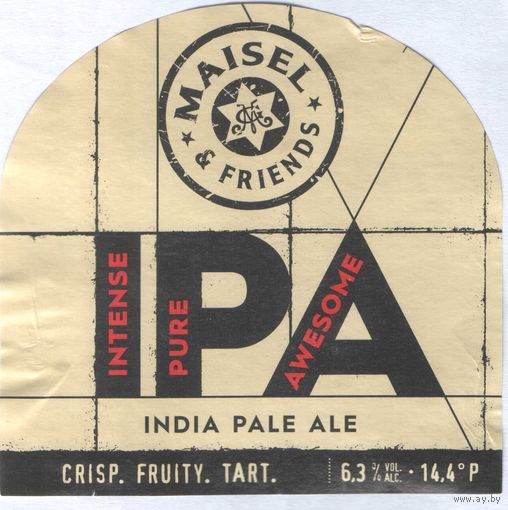 MAISEL
& FRIENDS
IPA
INTENSE
PURE
AWESOME
INDIA PALE ALE
CRISP. FRUITY. TART.
6,3 % VOL. ALC. · 14,4° P
www.ay.by